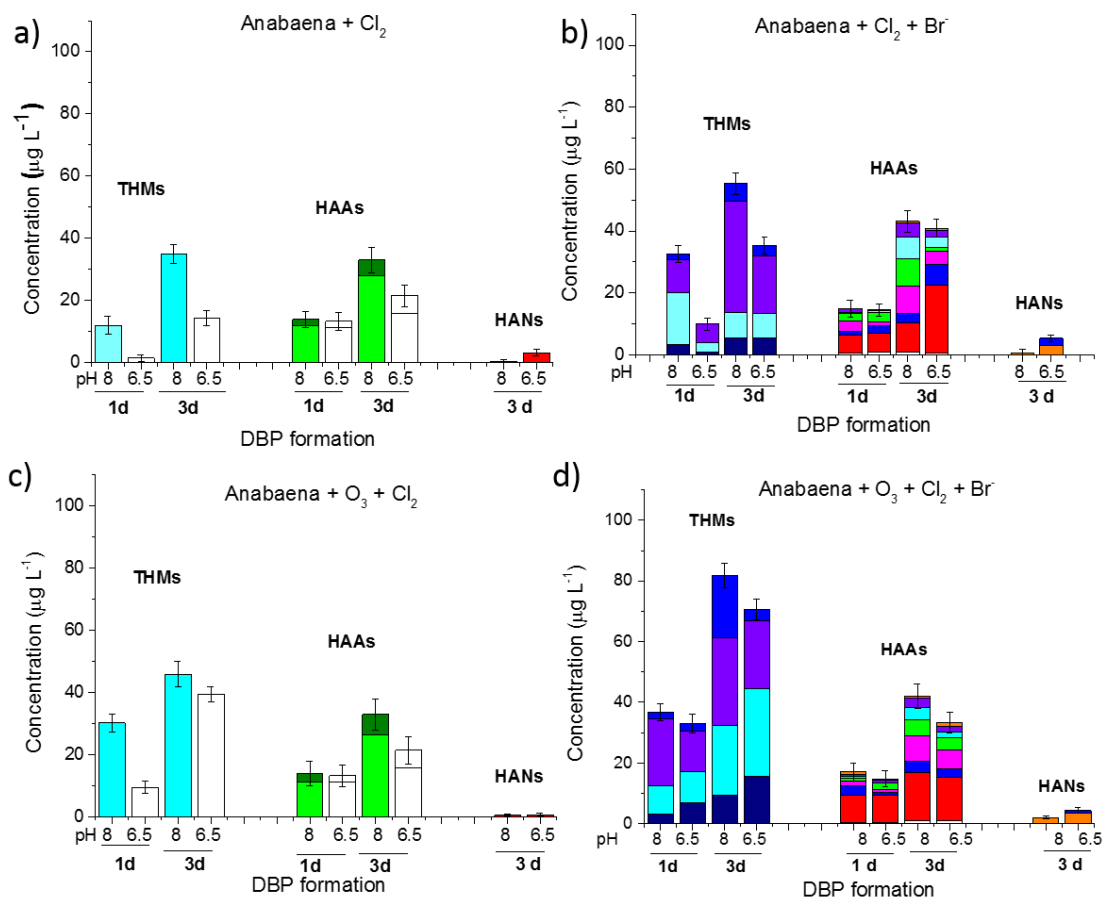 a)
Anabaena + Cl₂
100
80
60
40
20
0
Concentration (μg L⁻¹)
THMs
HAAs
HANs
pH 8 6.5 8 6.5 8 6.5 8 6.5 8 6.5
1d 3d 1d 3d 3 d
DBP formation
b)
Anabaena + Cl₂ + Br⁻
100
80
60
40
20
0
Concentration (μg L⁻¹)
THMs
HAAs
HANs
pH 8 6.5 8 6.5 8 6.5 8 6.5 8 6.5
1d 3d 1d 3d 3 d
DBP formation
c)
Anabaena + O₃ + Cl₂
100
80
60
40
20
0
Concentration (μg L⁻¹)
THMs
HAAs
HANs
pH 8 6.5 8 6.5 8 6.5 8 6.5 8 6.5
1d 3d 1d 3d 3 d
DBP formation
d)
Anabaena + O₃ + Cl₂ + Br⁻
100
80
60
40
20
0
Concentration (μg L⁻¹)
THMs
HAAs
HANs
pH 8 6.5 8 6.5 8 6.5 8 6.5 8 6.5
1d 3d 1 d 3d 3 d
DBP formation